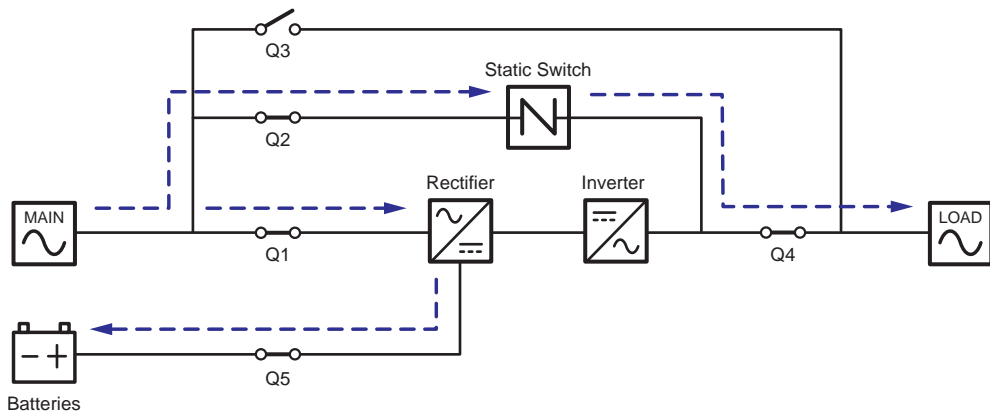 Q3
Static Switch
Q2
Rectifier
Inverter
MAIN
LOAD
Q1
Q4
Q5
Batteries